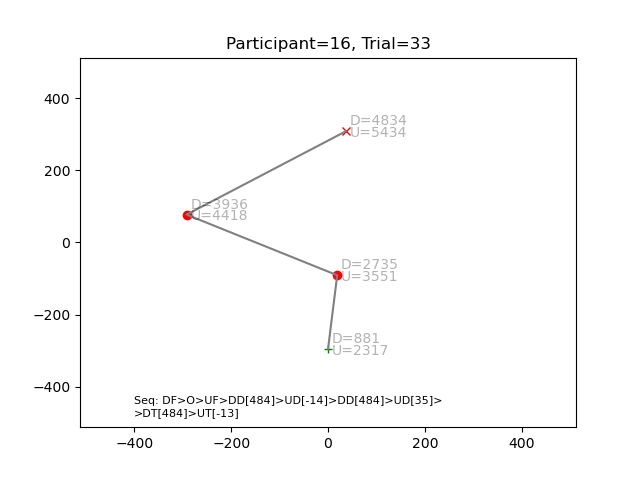 Participant=16, Trial=33
400
200
0
−200
−400
D=4834
U=5434
D=3936
U=4418
D=2735
U=3551
D=881
U=2317
Seq: DF>O>UF>DD[484]>UD[-14]>DD[484]>UD[35]>
>DT[484]>UT[-13]
−400 −200 0 200 400